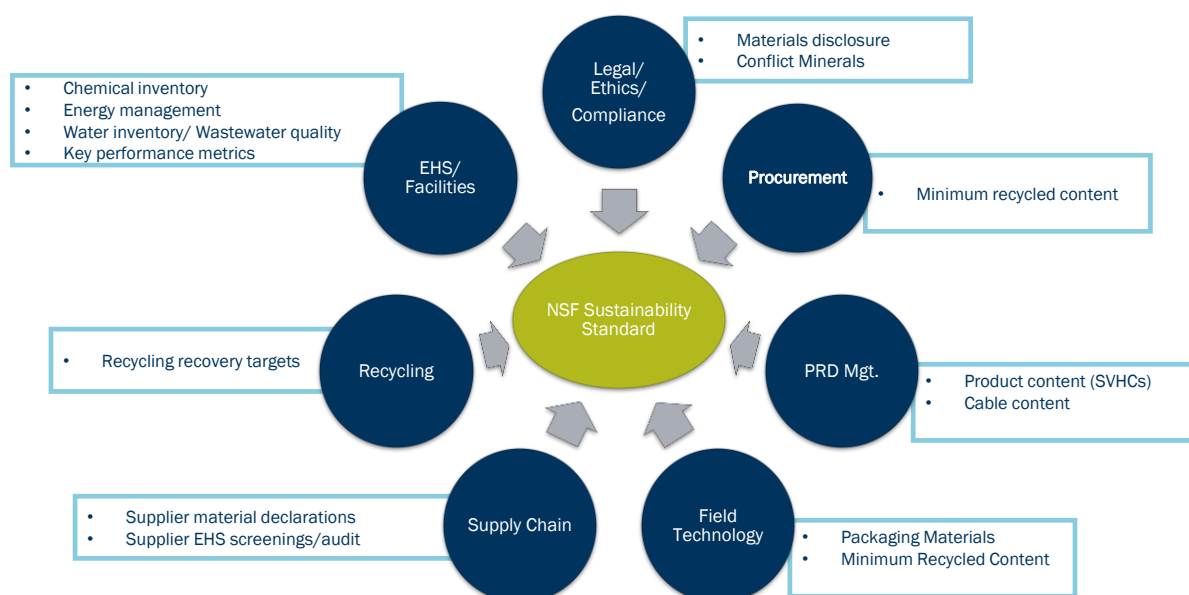 Legal/
Ethics/
Compliance
• Materials disclosure
• Conflict Minerals
• Chemical inventory
• Energy management
• Water inventory/ Wastewater quality
• Key performance metrics
EHS/
Facilities
Procurement
• Minimum recycled content
NSF Sustainability
Standard
• Recycling recovery targets
Recycling
PRD Mgt.
• Product content (SVHCs)
• Cable content
• Supplier material declarations
• Supplier EHS screenings/audit
Supply Chain
Field
Technology
• Packaging Materials
• Minimum Recycled Content